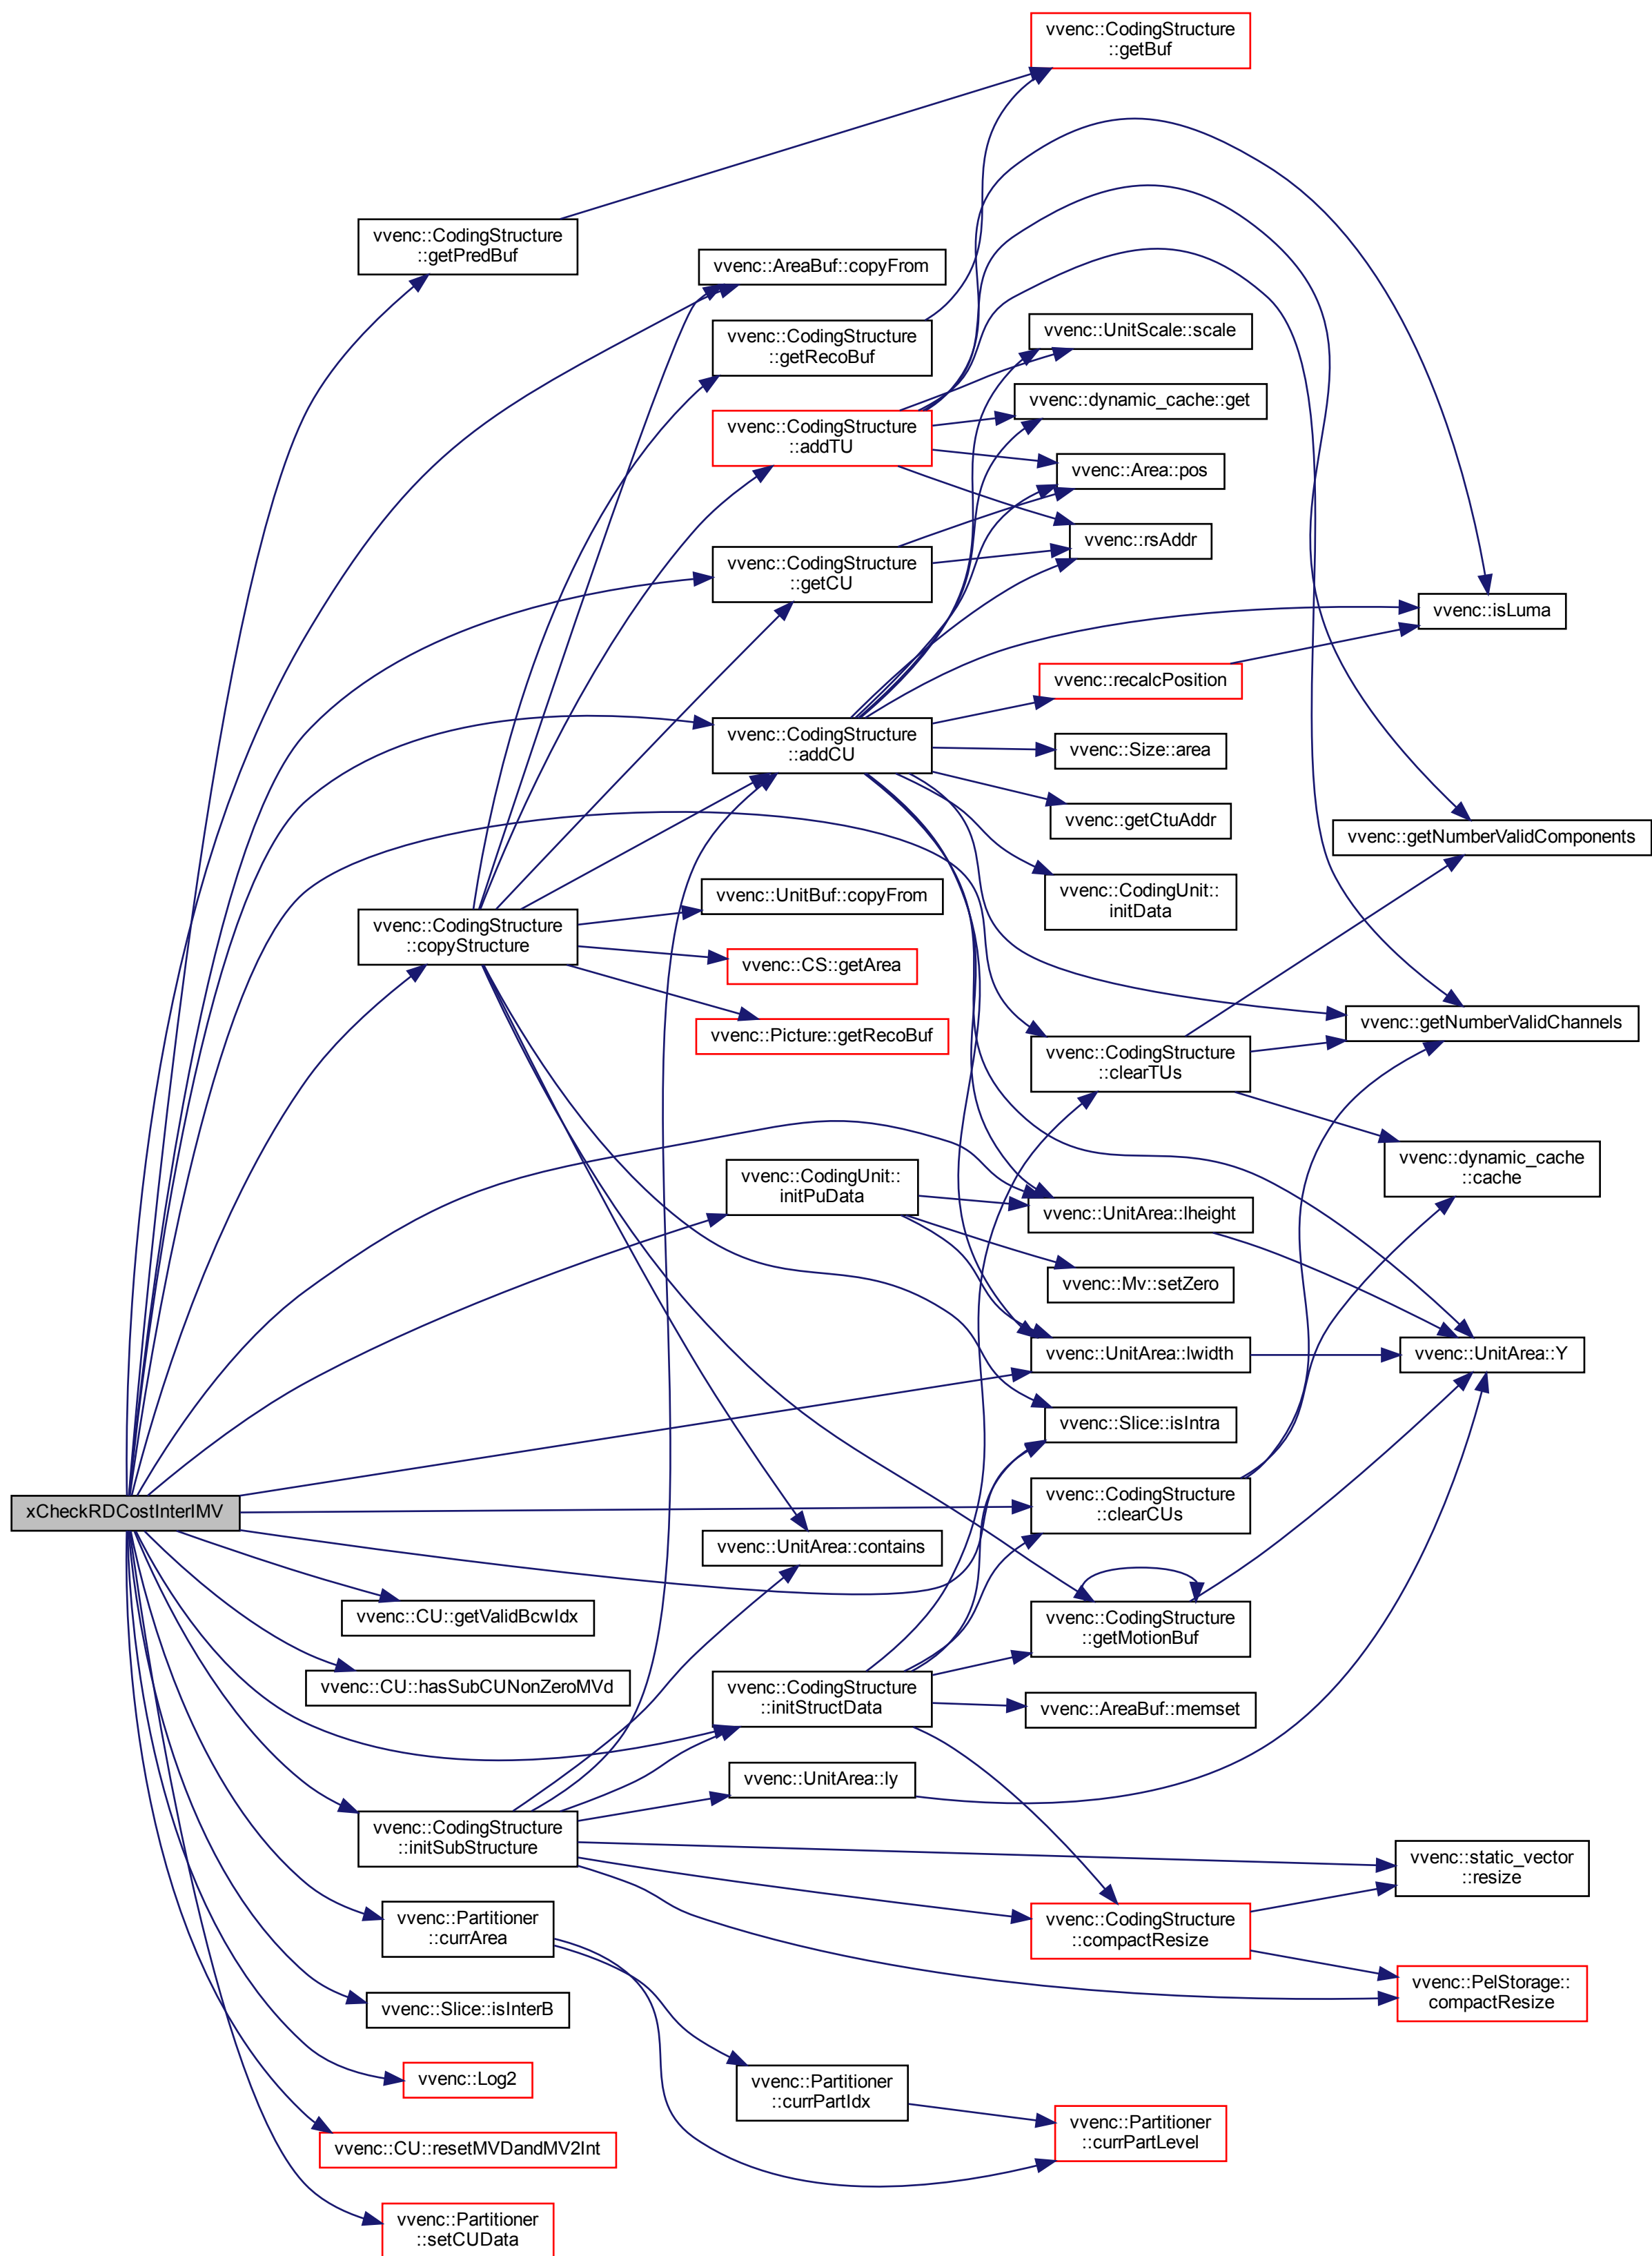 vvenc::CodingStructure
::getBuf
vvenc::CodingStructure
::getPredBuf
vvenc::AreaBuf::copyFrom
vvenc::CodingStructure
::getRecoBuf
vvenc::UnitScale::scale
vvenc::dynamic_cache::get
vvenc::CodingStructure
::addTU
vvenc::Area::pos
vvenc::rsAddr
vvenc::CodingStructure
::getCU
vvenc::isLuma
vvenc::recalcPosition
vvenc::CodingStructure
::addCU
vvenc::Size::area
vvenc::getCtuAddr
vvenc::getNumberValidComponents
vvenc::UnitBuf::copyFrom
vvenc::CodingUnit::
initData
vvenc::CodingStructure
::copyStructure
vvenc::CS::getArea
vvenc::Picture::getRecoBuf
vvenc::getNumberValidChannels
vvenc::CodingStructure
::clearTUs
vvenc::dynamic_cache
::cache
vvenc::CodingUnit::
initPuData
vvenc::UnitArea::lheight
vvenc::Mv::setZero
vvenc::UnitArea::lwidth
vvenc::UnitArea::Y
vvenc::Slice::isIntra
xCheckRDCostInterIMV
vvenc::CodingStructure
::clearCUs
vvenc::UnitArea::contains
vvenc::CU::getValidBcwIdx
vvenc::CodingStructure
::getMotionBuf
vvenc::CU::hasSubCUNonZeroMVd
vvenc::CodingStructure
::initStructData
vvenc::AreaBuf::memset
vvenc::UnitArea::ly
vvenc::CodingStructure
::initSubStructure
vvenc::static_vector
::resize
vvenc::Partitioner
::currArea
vvenc::CodingStructure
::compactResize
vvenc::PelStorage::
compactResize
vvenc::Slice::isInterB
vvenc::Log2
vvenc::Partitioner
::currPartIdx
vvenc::Partitioner
::currPartLevel
vvenc::CU::resetMVDandMV2Int
vvenc::Partitioner
::setCUData